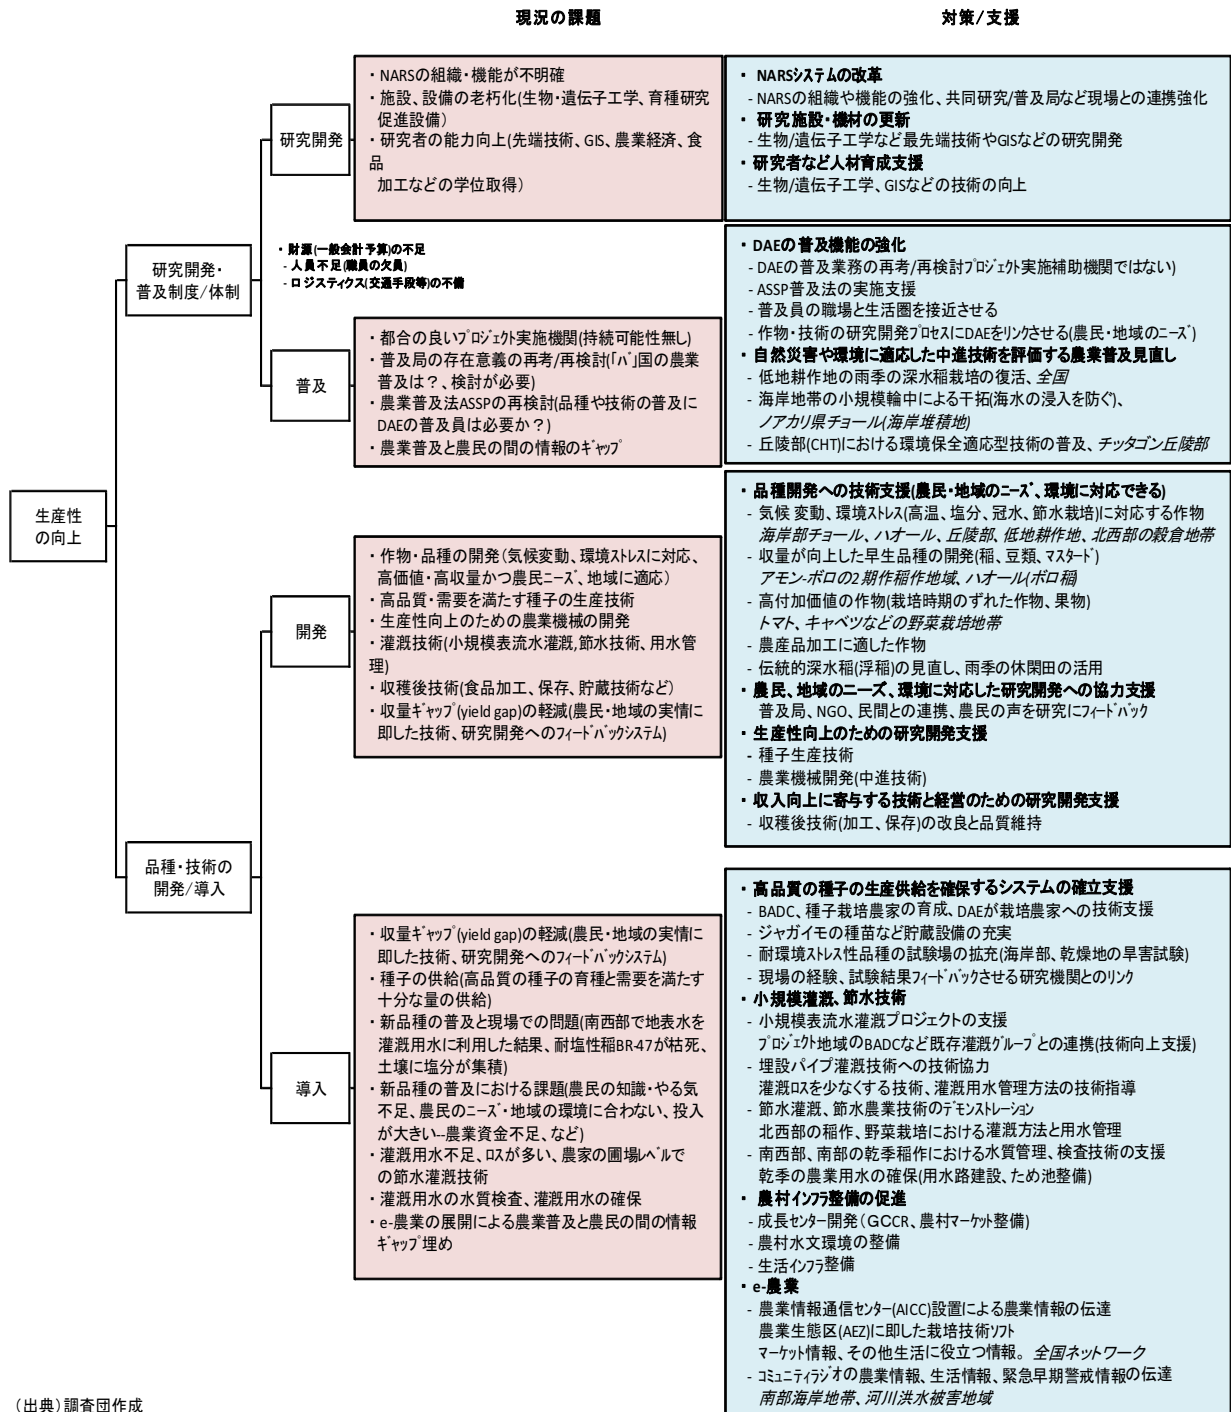 現況の課題
対策/支援
生産性
の向上
研究開発・
普及制度/体制
研究開発
・NARSの組織・機能が不明確
・施設、設備の老朽化(生物・遺伝子工学、育種研究
促進設備)
・研究者の能力向上(先端技術、GIS、農業経済、食
品
加工などの学位取得)
・ NARSシステムの改革
- NARSの組織や機能の強化、共同研究/普及局など現場との連携強化
・ 研究施設・機材の更新
- 生物/遺伝子工学など最先端技術やGISなどの研究開発
・ 研究者など人材育成支援
- 生物/遺伝子工学、GISなどの技術の向上
・ 財源(一般会計予算)の不足
- 人員不足(職員の欠員)
- ロジスティクス(交通手段等)の不備
普及
・都合の良いプロジェクト実施機関(持続可能性無し)
・普及局の存在意義の再考/再検討(「バ」国の農業
普及は?、検討が必要)
・農業普及法ASSPの再検討(品種や技術の普及に
DAEの普及員は必要か?)
・農業普及と農民の間の情報のギャップ
・ DAEの普及機能の強化
- DAEの普及業務の再考/再検討プロジェクト実施補助機関ではない)
- ASSP普及法の実施支援
- 普及員の職場と生活圏を接近させる
- 作物・技術の研究開発プロセスにDAEをリンクさせる(農民・地域のニーズ)
・ 自然災害や環境に適応した中進技術を評価する農業普及見直し
- 低地耕作地の雨季の深水稲栽培の復活、全国
- 海岸地帯の小規模輪中による干拓(海水の浸入を防ぐ)、
ノアカリ県チョール(海岸堆積地)
- 丘陵部(CHT)における環境保全適応型技術の普及、チッタゴン丘陵部
品種・技術の
開発/導入
開発
・作物・品種の開発(気候変動、環境ストレスに対応、
高価値・高収量かつ農民ニーズ、地域に適応)
・高品質・需要を満たす種子の生産技術
・生産性向上のための農業機械の開発
・灌漑技術(小規模表流水灌漑,節水技術、用水管
理)
・収穫後技術(食品加工、保存、貯蔵技術など)
・収量ギャップ(yield gap)の軽減(農民・地域の実情に
即した技術、研究開発へのフィードバックシステム)
・ 品種開発への技術支援(農民・地域のニーズ、環境に対応できる)
- 気候 変動、環境ストレス(高温、塩分、冠水、節水栽培)に対応する作物
海岸部チョール、ハオール、丘陵部、低地耕作地、北西部の穀倉地帯
- 収量が向上した早生品種の開発(稲、豆類、マスタード)
アモン-ボロの2期作稲作地域、ハオール(ボロ稲)
- 高付加価値の作物(栽培時期のずれた作物、果物)
トマト、キャベツなどの野菜栽培地帯
- 農産品加工に適した作物
- 伝統的深水稲(浮稲)の見直し、雨季の休閑田の活用
・ 農民、地域のニーズ、環境に対応した研究開発への協力支援
普及局、NGO、民間との連携、農民の声を研究にフィードバック
・ 生産性向上のための研究開発支援
- 種子生産技術
- 農業機械開発(中進技術)
・ 収入向上に寄与する技術と経営のための研究開発支援
- 収穫後技術(加工、保存)の改良と品質維持
導入
・収量ギャップ(yield gap)の軽減(農民・地域の実情に
即した技術、研究開発へのフィードバックシステム)
・種子の供給(高品質の種子の育種と需要を満たす
十分な量の供給)
・新品種の普及と現場での問題(南西部で地表水を
灌漑用水に利用した結果、耐塩性稲BR-47が枯死、
土壌に塩分が集積)
・新品種の普及における課題(農民の知識・やる気
不足、農民のニーズ・地域の環境に合わない、投入
が大きい--農業資金不足、など)
・灌漑用水不足、ロスが多い、農家の圃場レベルで
の節水灌漑技術
・灌漑用水の水質検査、灌漑用水の確保
・e-農業の展開による農業普及と農民の間の情報
ギャップ埋め
・ 高品質の種子の生産供給を確保するシステムの確立支援
- BADC、種子栽培農家の育成、DAEが栽培農家への技術支援
- ジャガイモの種苗など貯蔵設備の充実
- 耐環境ストレス性品種の試験場の拡充(海岸部、乾燥地の旱害試験)
- 現場の経験、試験結果フィードバックさせる研究機関とのリンク
・ 小規模灌漑、節水技術
- 小規模表流水灌漑プロジェクトの支援
プロジェクト地域のBADCなど既存灌漑グループとの連携(技術向上支援)
- 埋設パイプ灌漑技術への技術協力
灌漑ロスを少なくする技術、灌漑用水管理方法の技術指導
- 節水灌漑、節水農業技術のデモンストレーション
北西部の稲作、野菜栽培における灌漑方法と用水管理
- 南西部、南部の乾季稲作における水質管理、検査技術の支援
乾季の農業用水の確保(用水路建設、ため池整備)
・ 農村インフラ整備の促進
- 成長センター開発(GCCR、農村マーケット整備)
- 農村水文環境の整備
- 生活インフラ整備
・ e-農業
- 農業情報通信センター(AICC)設置による農業情報の伝達
農業生態区(AEZ)に即した栽培技術ソフト
マーケット情報、その他生活に役立つ情報。 全国ネットワーク
- コミュニティラジオの農業情報、生活情報、緊急早期警戒情報の伝達
南部海岸地帯、河川洪水被害地域
(出典)調査団作成